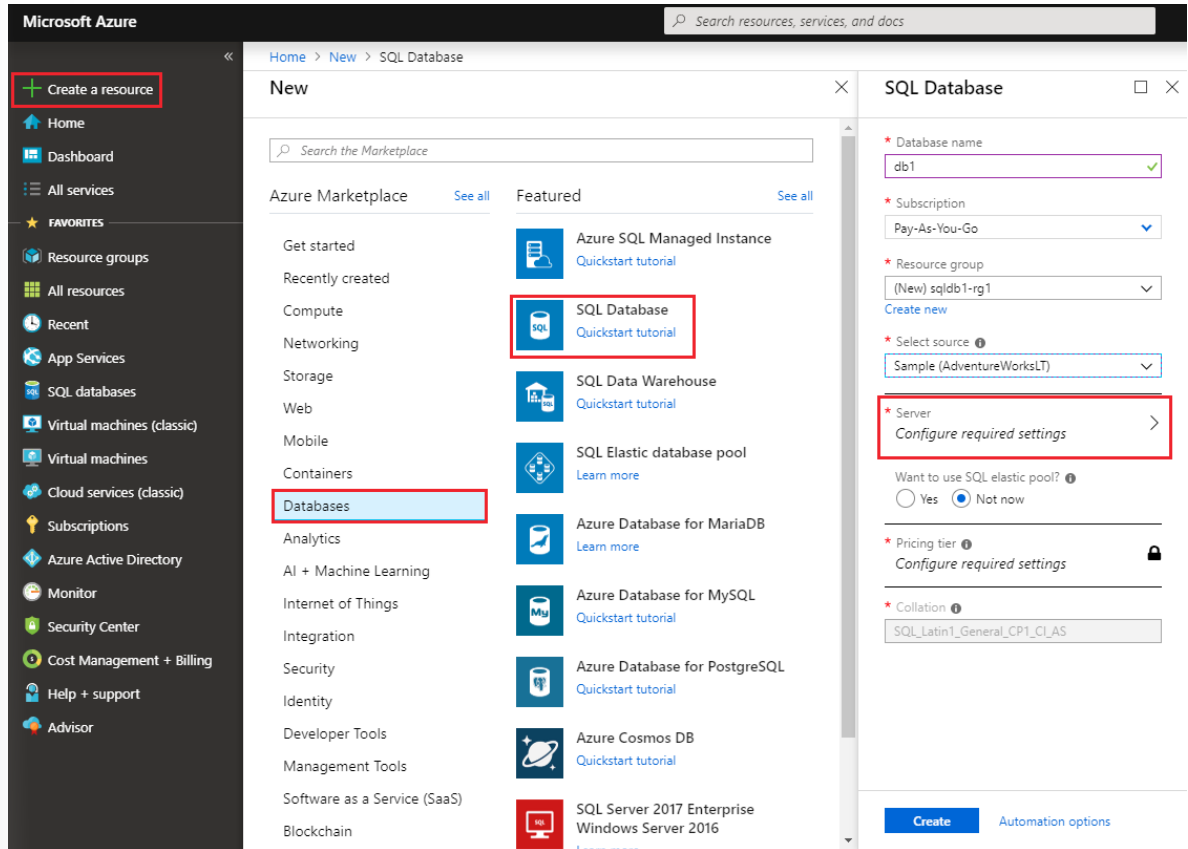 Microsoft Azure
Search resources, services, and docs
«
Create a resource
Home
Dashboard
All services
FAVORITES
Resource groups
All resources
Recent
App Services
SQL databases
Virtual machines (classic)
Virtual machines
Cloud services (classic)
Subscriptions
Azure Active Directory
Monitor
Security Center
Cost Management + Billing
Help + support
Advisor
Home > New > SQL Database
New
Search the Marketplace
Azure Marketplace See all
Get started
Recently created
Compute
Networking
Storage
Web
Mobile
Containers
Databases
Analytics
AI + Machine Learning
Internet of Things
Integration
Security
Identity
Developer Tools
Management Tools
Software as a Service (SaaS)
Blockchain
Featured See all
Azure SQL Managed Instance
Quickstart tutorial
SQL Database
Quickstart tutorial
SQL Data Warehouse
Quickstart tutorial
SQL Elastic database pool
Learn more
Azure Database for MariaDB
Learn more
Azure Database for MySQL
Quickstart tutorial
Azure Database for PostgreSQL
Quickstart tutorial
Azure Cosmos DB
Quickstart tutorial
SQL Server 2017 Enterprise
Windows Server 2016
Learn more
SQL Database
* Database name
db1
* Subscription
Pay-As-You-Go
* Resource group
(New) sqldb1-rg1
Create new
* Select source
Sample (AdventureWorksLT)
* Server
Configure required settings
Want to use SQL elastic pool?
Yes Not now
* Pricing tier
Configure required settings
* Collation
SQL_Latin1_General_CP1_CI_AS
Create Automation options